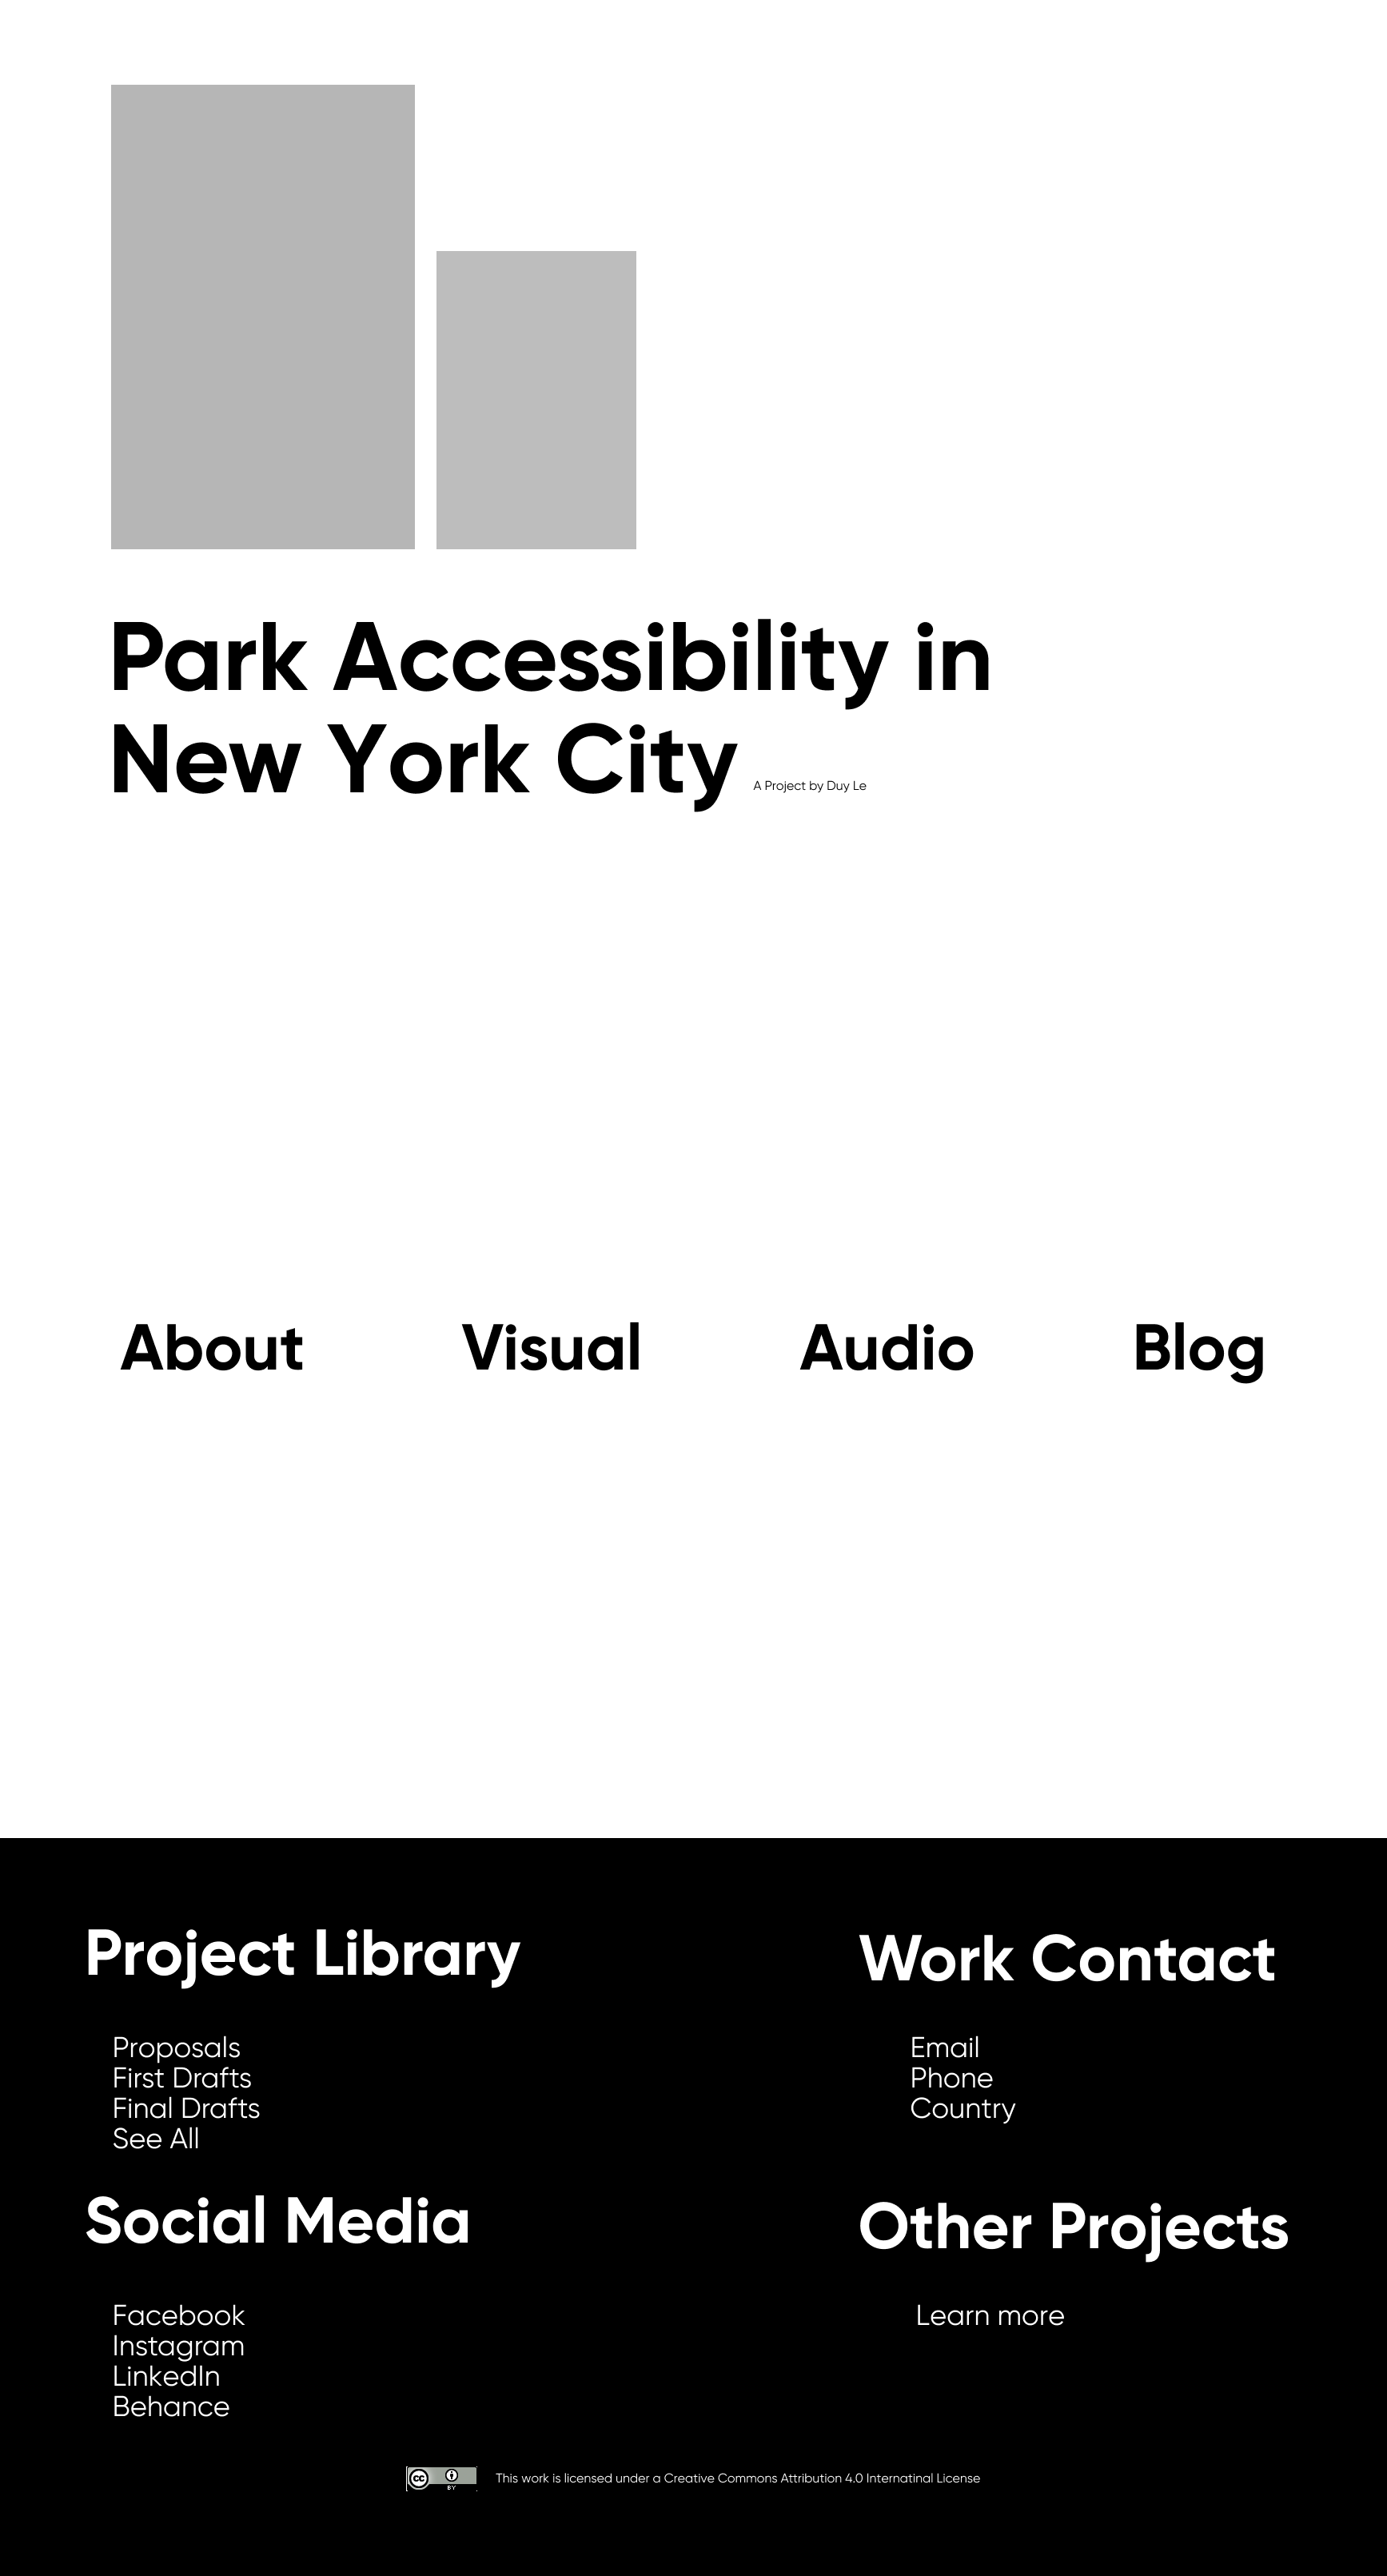 Park Accessibility in
New York City
A Project by Duy Le
About
Visual
Audio
Blog
Project Library
Proposals
First Drafts
Final Drafts
See All
Work Contact
Email
Phone
Country
Social Media
Facebook
Instagram
LinkedIn
Behance
Other Projects
Learn more
cc
BY
This work is licensed under a Creative Commons Attribution 4.0 Internatinal License